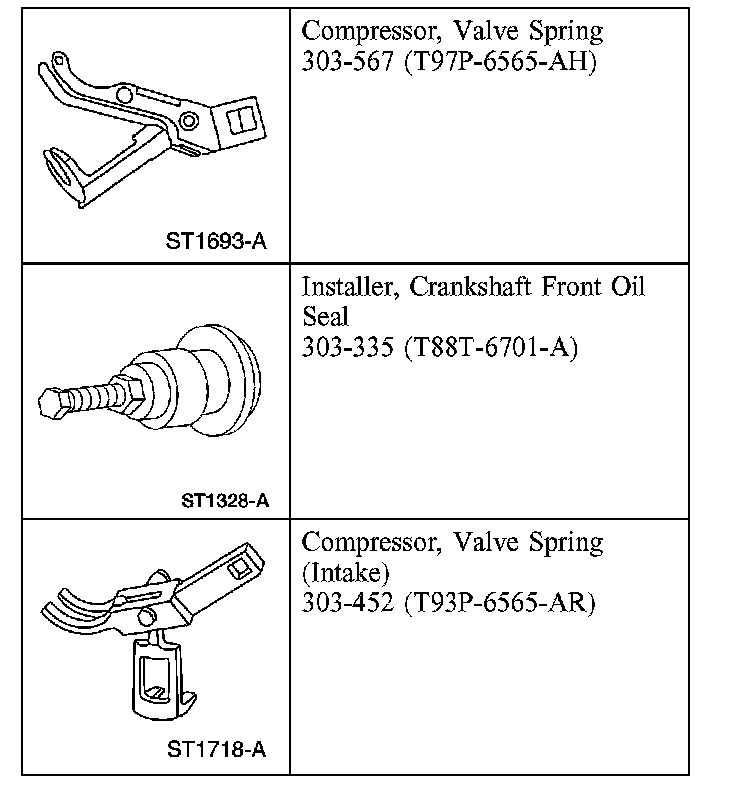 Compressor, Valve Spring
303-567 (T97P-6565-AH)
ST1693-A
Installer, Crankshaft Front Oil
Seal
303-335 (T88T-6701-A)
ST1328-A
Compressor, Valve Spring
(Intake)
303-452 (T93P-6565-AR)
ST1718-A